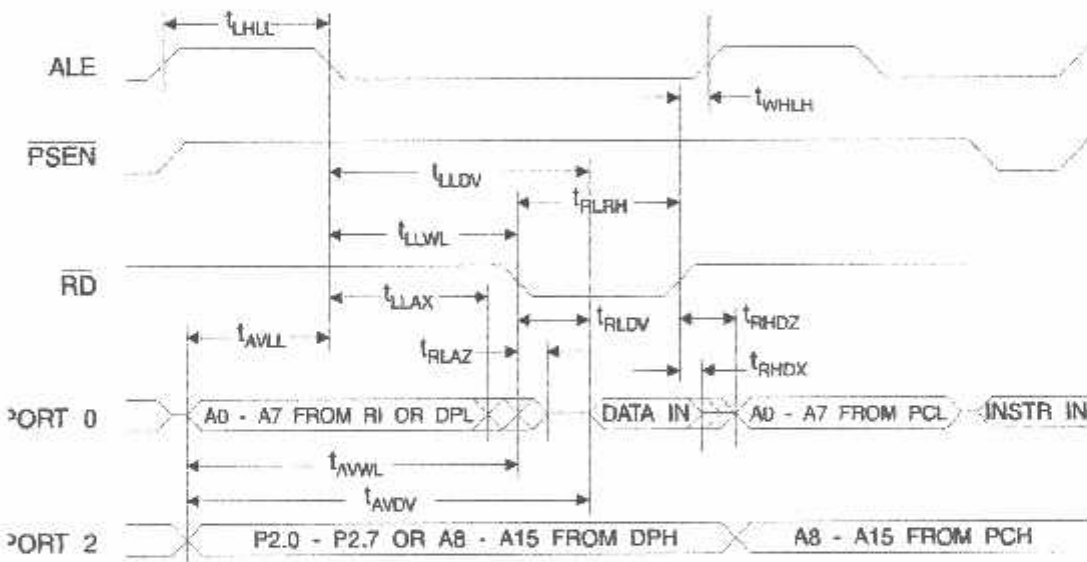 tLHLL
ALE
tWHLH
PSEN
tLLDV
tRLRH
tLLWL
RD
tLLAX
tRLDV
tRHDZ
tAVLL
tRLAZ
tRHDX
PORT 0
A0 - A7 FROM RI OR DPL
DATA IN
A0 - A7 FROM PCL
INSTR IN
tAVWL
tAVDV
PORT 2
P2.0 - P2.7 OR A8 - A15 FROM DPH
A8 - A15 FROM PCH